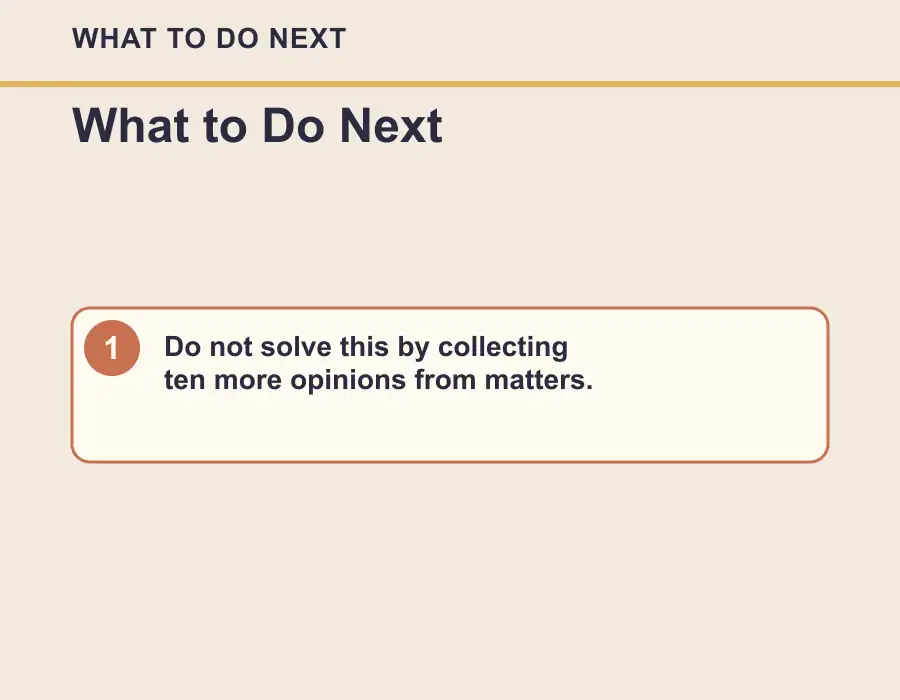 WHAT TO DO NEXT
What to Do Next
1
Do not solve this by collecting
ten more opinions from matters.